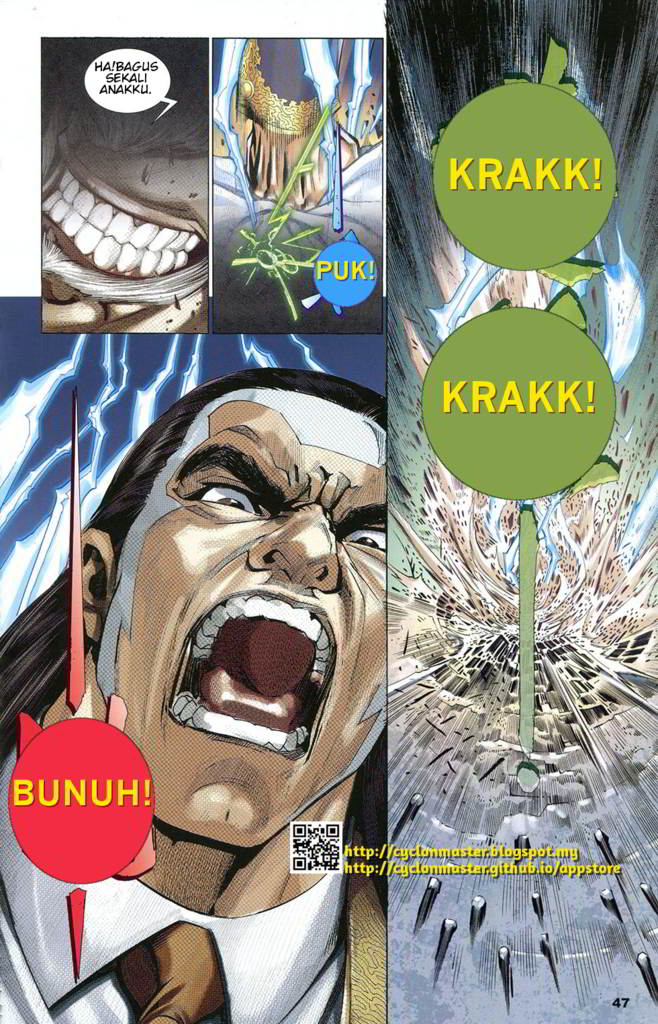 HA!BAGUS
SEKALI
ANAKKU.
PUK!
KRAKK!
KRAKK!
BUNUH!
http://cyclonmaster.blogspot.my
http://cyclonmaster.github.io/appstore
47